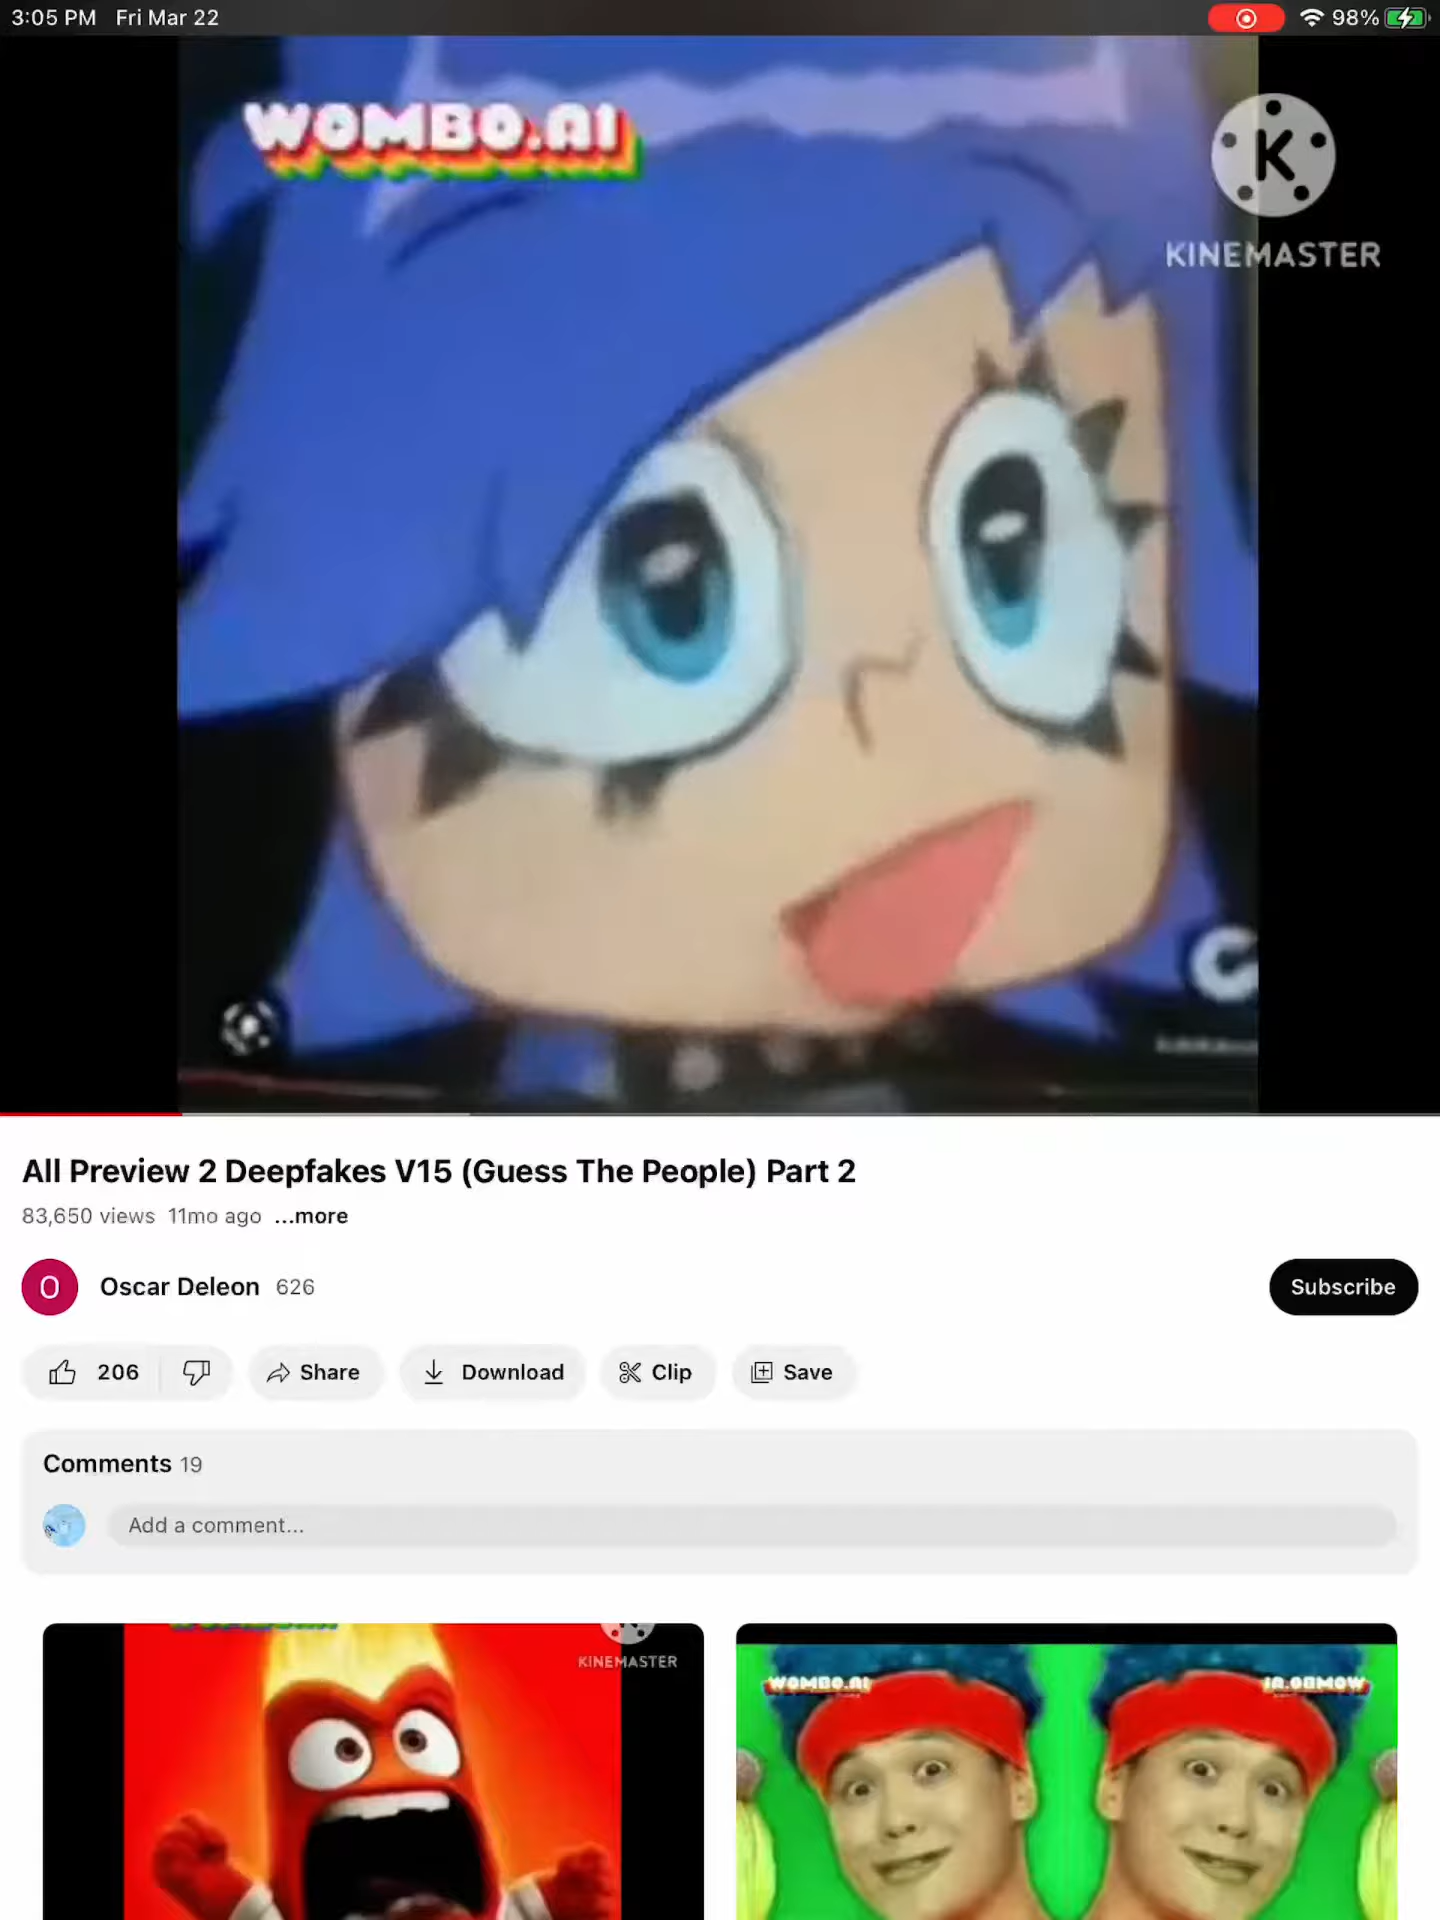 3:05 PM Fri Mar 22
98%
WOMBO.AI
K
KINEMASTER
All Preview 2 Deepfakes V15 (Guess The People) Part 2
83,650 views 11mo ago ...more
O
Oscar Deleon 626
Subscribe
206
Share
Download
Clip
Save
Comments 19
Add a comment...
KINEMASTER
WOMBO.AI
WOMBO.AI